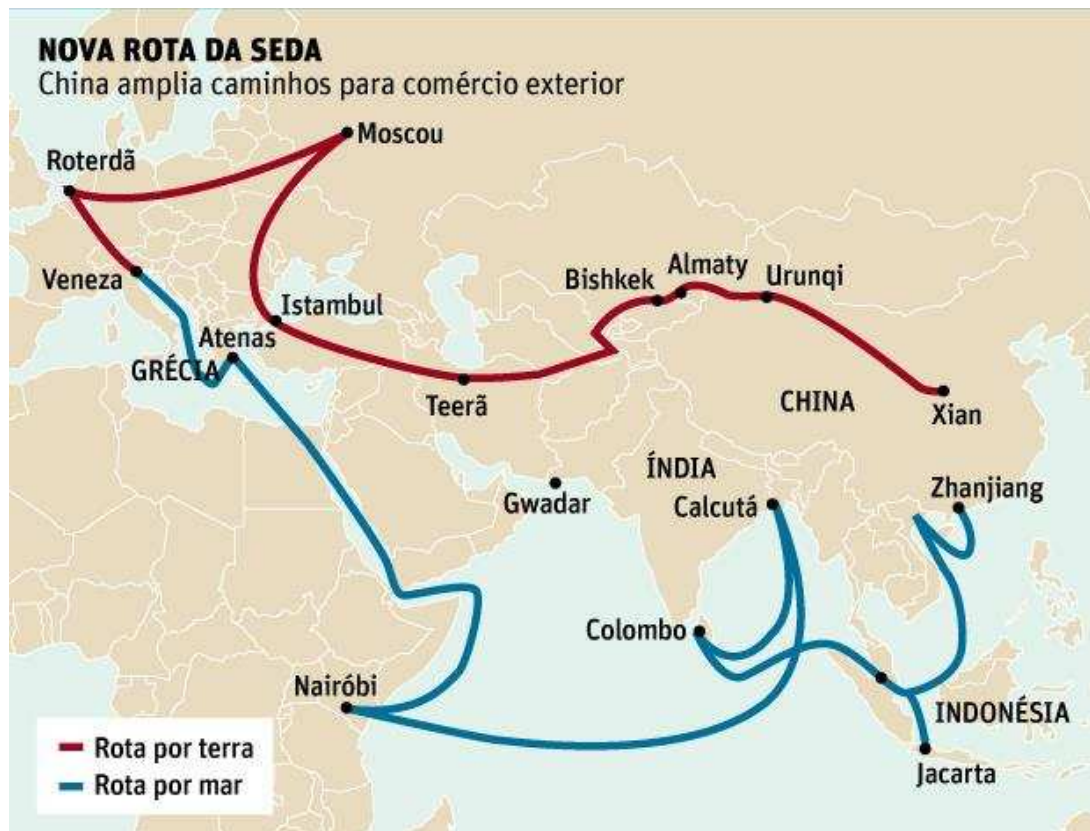 NOVA ROTA DA SEDA
China amplia caminhos para comércio exterior
Moscou
Roterdã
Veneza
Istambul
Atenas
GRÉCIA
Teerã
Bishkek
Almaty
Urunqi
CHINA
Xian
ÍNDIA
Gwadar
Calcutá
Zhanjiang
Colombo
Nairóbi
INDONÉSIA
Jacarta
Rota por terra
Rota por mar